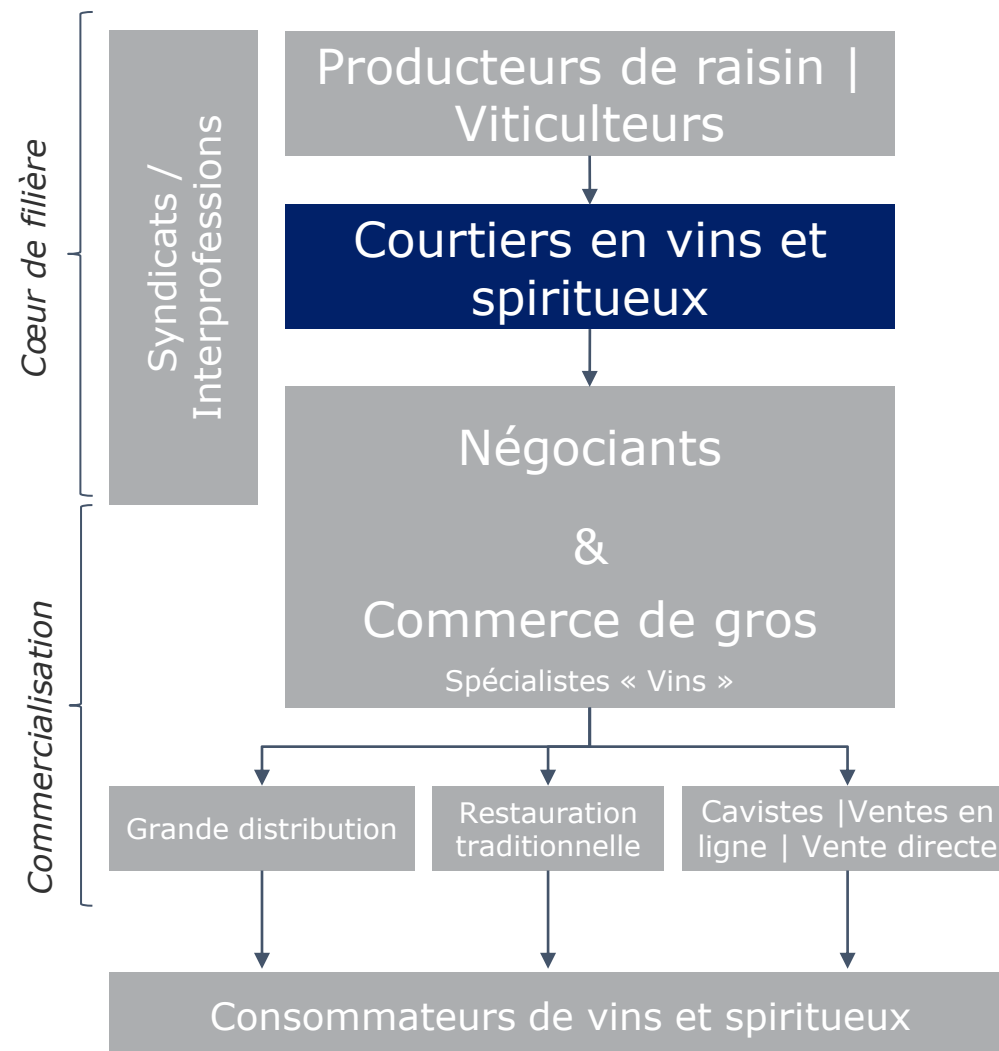 Cœur de filière
Syndicats /
Interprofessions
Producteurs de raisin |
Viticulteurs
Courtiers en vins et
spiritueux
Négociants
&
Commerce de gros
Spécialistes « Vins »
Commercialisation
Grande distribution
Restauration
traditionnelle
Cavistes |Ventes en
ligne | Vente directe
Consommateurs de vins et spiritueux